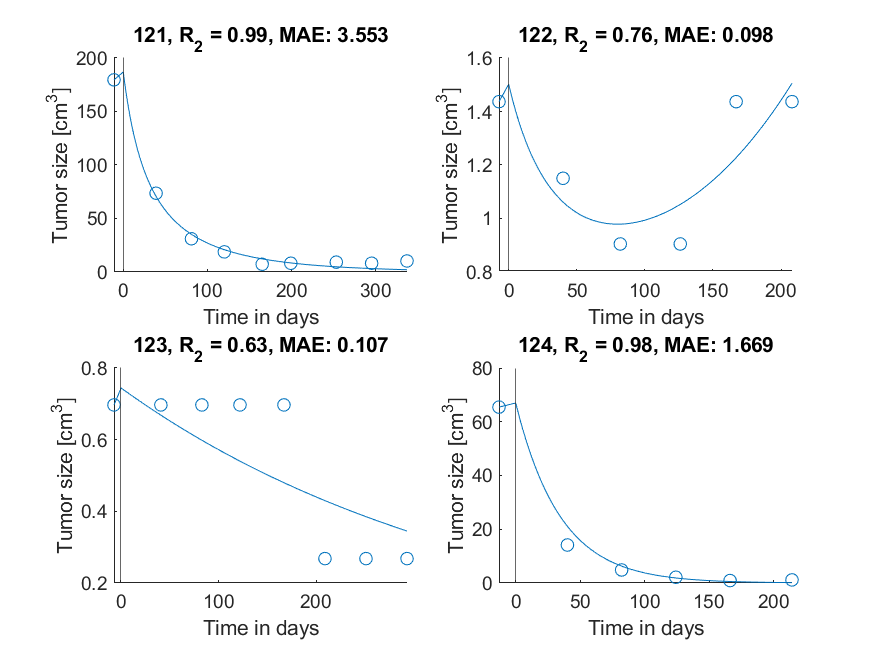 121, R2 = 0.99, MAE: 3.553
200
150
100
50
0
Tumor size [cm3]
0 100 200 300
Time in days
122, R2 = 0.76, MAE: 0.098
1.6
1.4
1.2
1
0.8
Tumor size [cm3]
0 50 100 150 200
Time in days
123, R2 = 0.63, MAE: 0.107
0.8
0.6
0.4
0.2
Tumor size [cm3]
0 100 200
Time in days
124, R2 = 0.98, MAE: 1.669
80
60
40
20
0
Tumor size [cm3]
0 50 100 150 200
Time in days